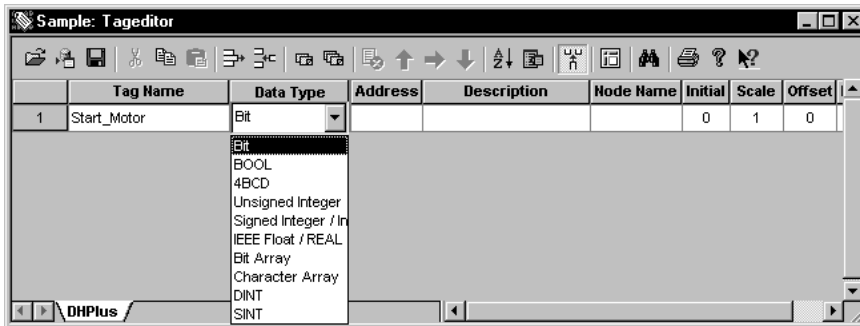 Sample: Tageditor
Tag Name Data Type Address Description Node Name Initial Scale Offset
1 Start_Motor Bit 0 1 0
Bit
BOOL
4BCD
Unsigned Integer
Signed Integer / In
IEEE Float / REAL
Bit Array
Character Array
DINT
SINT
DHPlus